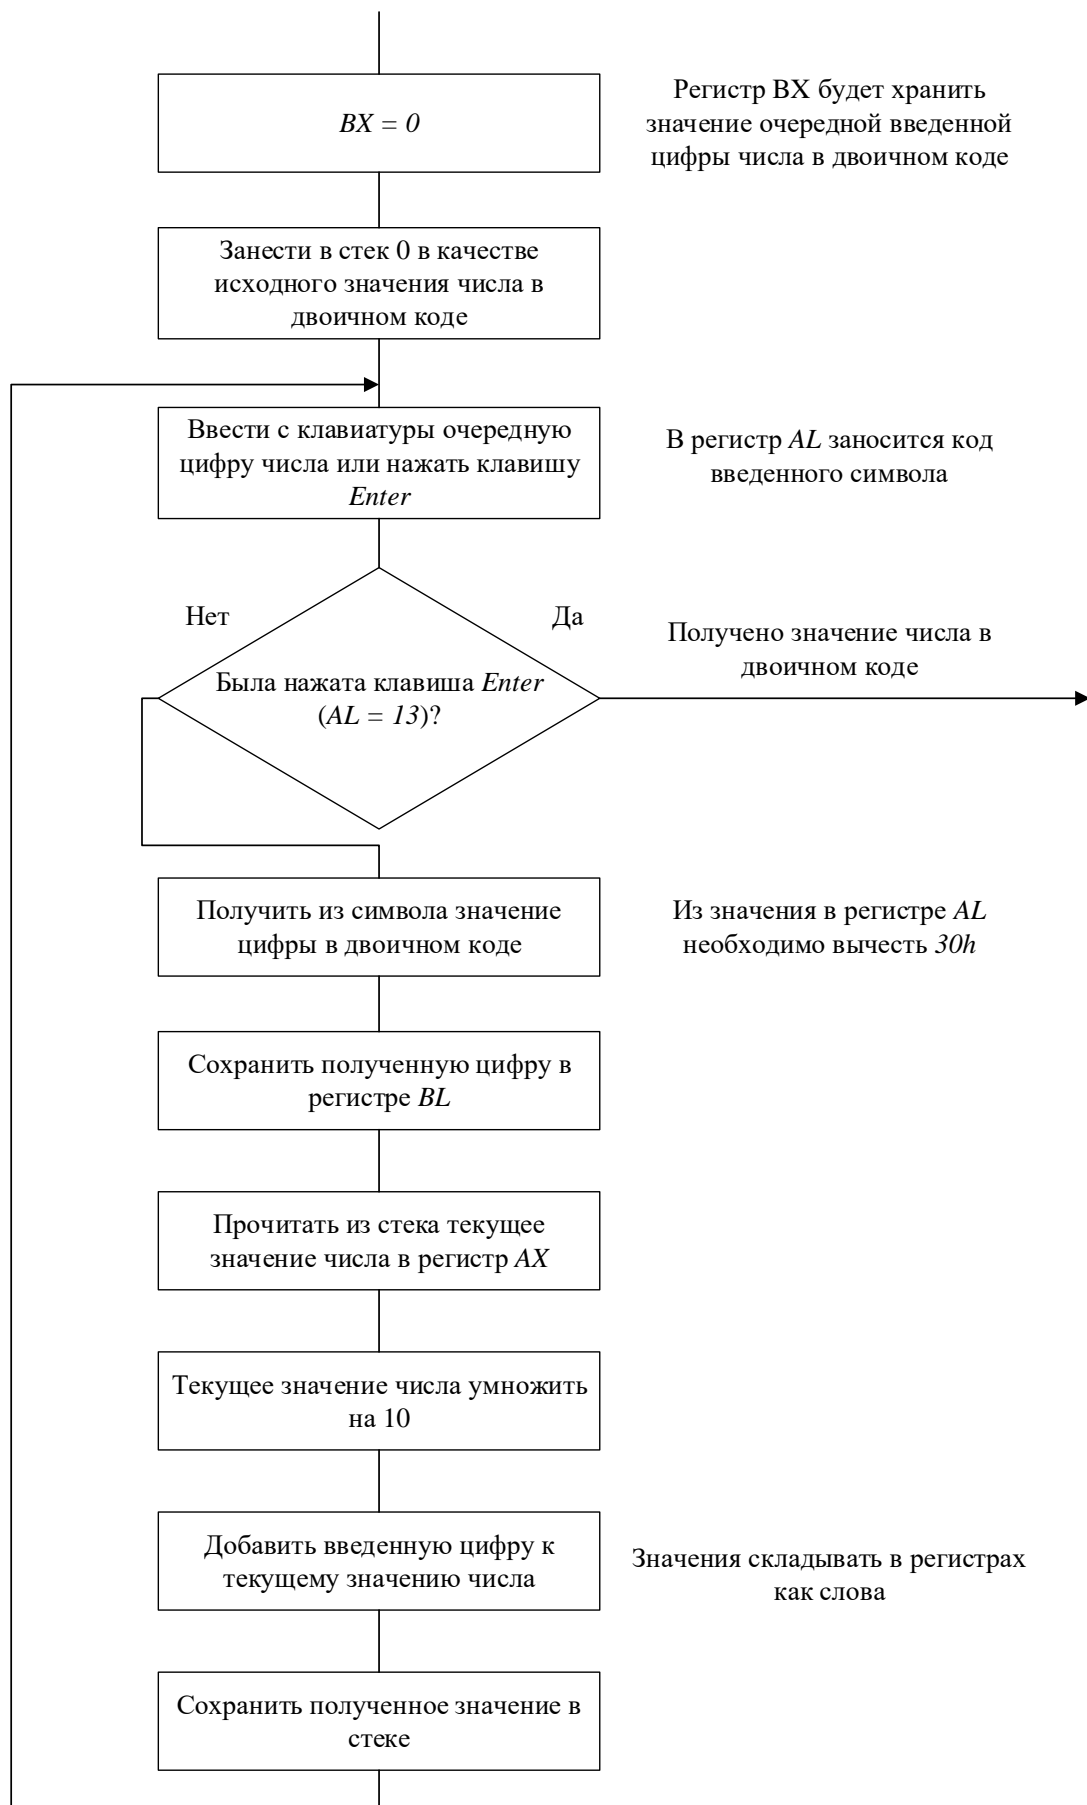 BX = 0
Регистр BX будет хранить
значение очередной введенной
цифры числа в двоичном коде
Занести в стек 0 в качестве
исходного значения числа в
двоичном коде
Ввести с клавиатуры очередную
цифру числа или нажать клавишу
Enter
В регистр AL заносится код
введенного символа
Нет
Да
Получено значение числа в
двоичном коде
Была нажата клавиша Enter
(AL = 13)?
Получить из символа значение
цифры в двоичном коде
Из значения в регистре AL
необходимо вычесть 30h
Сохранить полученную цифру в
регистре BL
Прочитать из стека текущее
значение числа в регистр AX
Текущее значение числа умножить
на 10
Добавить введенную цифру к
текущему значению числа
Значения складывать в регистрах
как слова
Сохранить полученное значение в
стеке